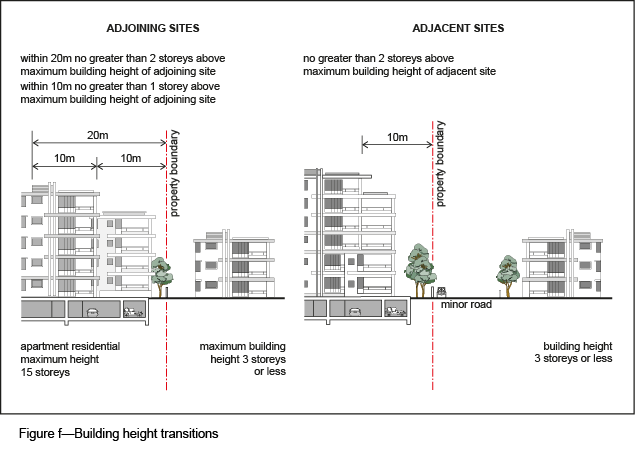 ADJOINING SITES
within 20m no greater than 2 storeys above
maximum building height of adjoining site
within 10m no greater than 1 storey above
maximum building height of adjoining site
20m
10m
10m
property boundary
apartment residential
maximum height
15 storeys
maximum building
height 3 storeys
or less
ADJACENT SITES
no greater than 2 storeys above
maximum building height of adjacent site
10m
property boundary
minor road
building height
3 storeys or less
Figure f—Building height transitions